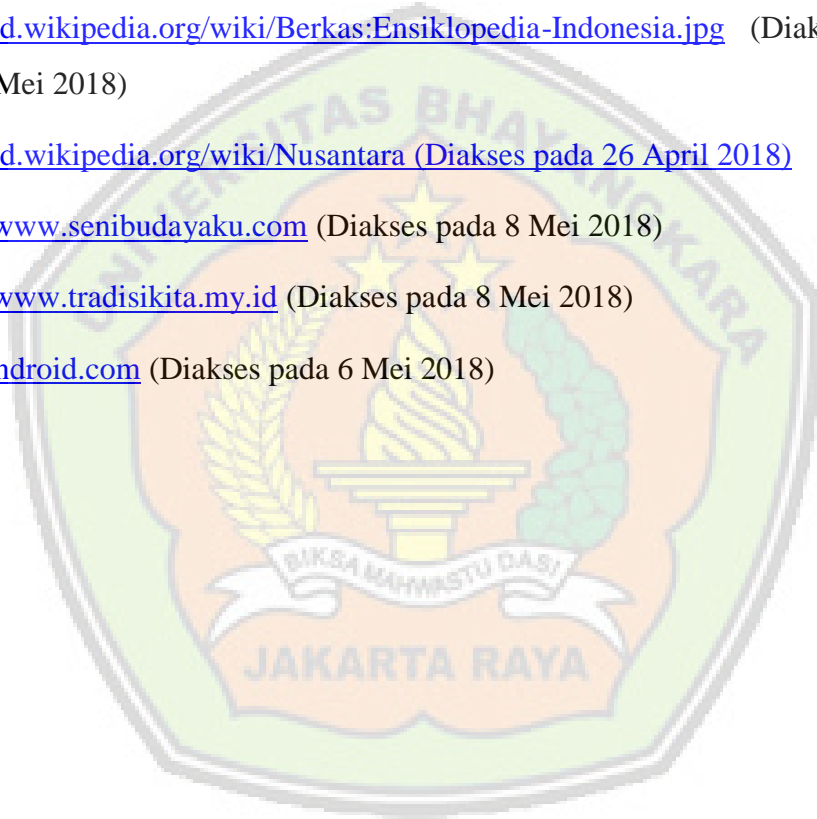 d.wikipedia.org/wiki/Berkas:Ensiklopedia-Indonesia.jpg (Diak
Mei 2018)
d.wikipedia.org/wiki/Nusantara (Diakses pada 26 April 2018)
www.senibudayaku.com (Diakses pada 8 Mei 2018)
www.tradisikita.my.id (Diakses pada 8 Mei 2018)
ndroid.com (Diakses pada 6 Mei 2018)
UNIVERSITAS BHAYANGKARA
BIKSA MAHWASTU DASI
JAKARTA RAYA